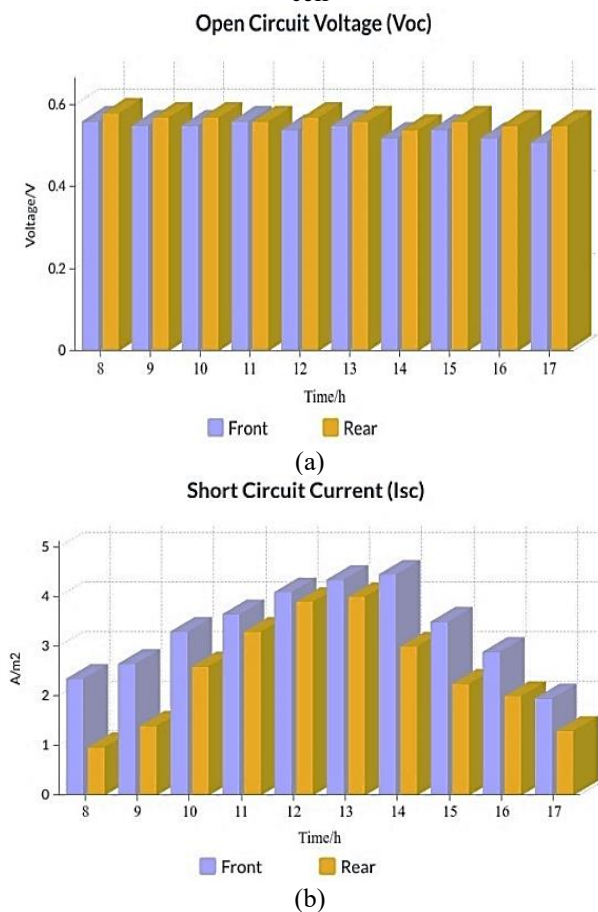 Open Circuit Voltage (Voc)
0.6
0.4
0.2
0
Voltage/V
8 9 10 11 12 13 14 15 16 17
Time/h
Front Rear
(a)
Short Circuit Current (Isc)
5
4
3
2
1
0
A/m2
8 9 10 11 12 13 14 15 16 17
Time/h
Front Rear
(b)